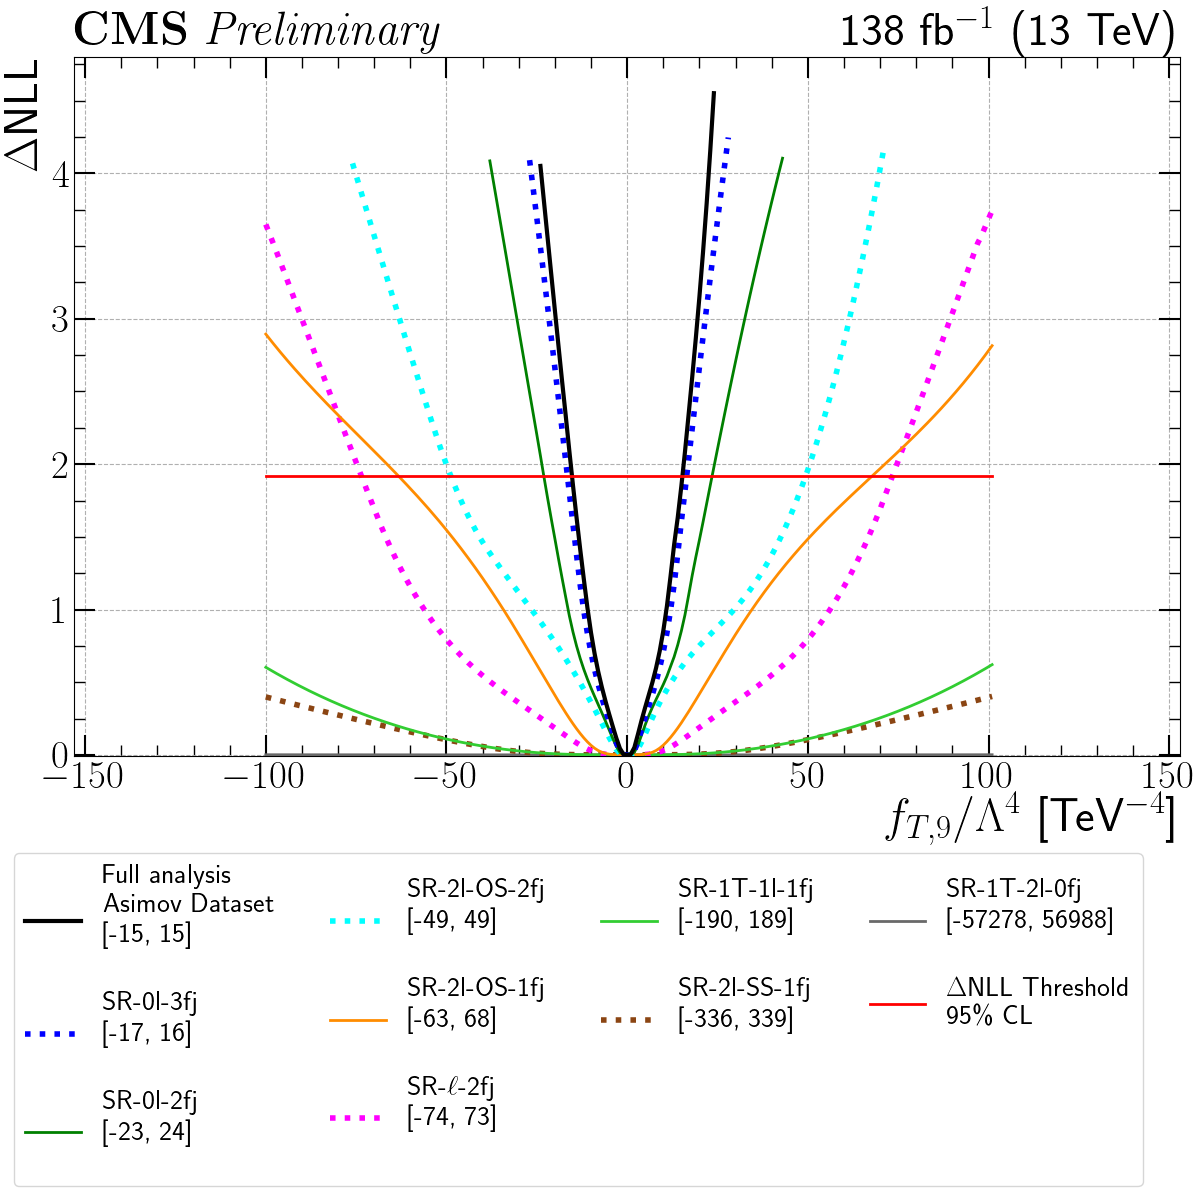 CMS Preliminary 138 fb⁻¹ (13 TeV)
ΔNLL
4
3
2
1
0
−150 −100 −50 0 50 100 150
f_{T,9}/Λ⁴ [TeV⁻⁴]
Full analysis
Asimov Dataset
[-15, 15]
SR-0l-3fj
[-17, 16]
SR-0l-2fj
[-23, 24]
SR-2l-OS-2fj
[-49, 49]
SR-2l-OS-1fj
[-63, 68]
SR-ℓ-2fj
[-74, 73]
SR-1T-1l-1fj
[-190, 189]
SR-2l-SS-1fj
[-336, 339]
SR-1T-2l-0fj
[-57278, 56988]
ΔNLL Threshold
95% CL